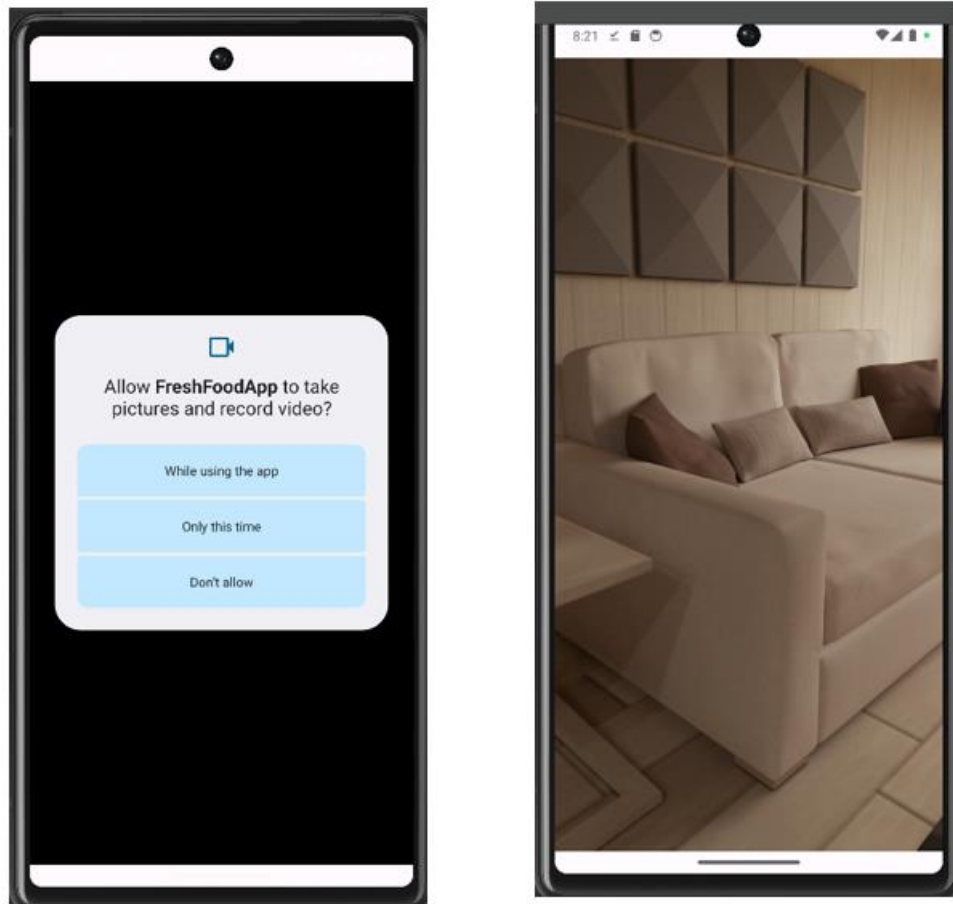 Allow FreshFoodApp to take
pictures and record video?
While using the app
Only this time
Don't allow
8:21